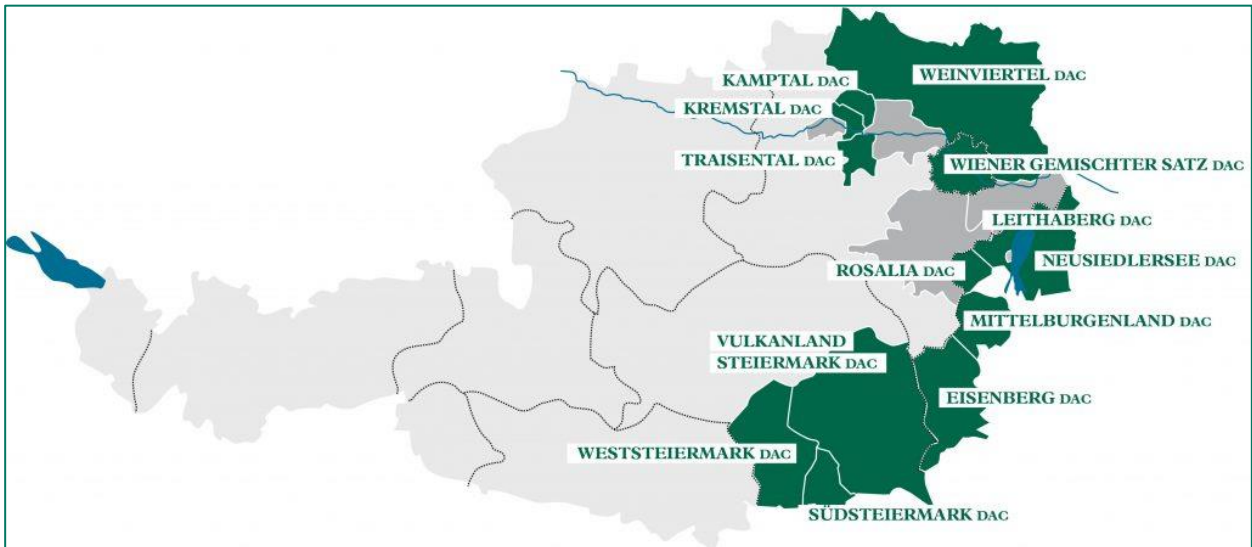 KAMPTAL DAC
WEINVIERTEL DAC
KREMSTAL DAC
TRAISENTAL DAC
WIENER GEMISCHTER SATZ DAC
LEITHABERG DAC
ROSALIA DAC
NEUSIEDLERSEE DAC
MITTELBURGENLAND DAC
VULKANLAND
STEIERMARK DAC
EISENBERG DAC
WESTSTEIERMARK DAC
SÜDSTEIERMARK DAC